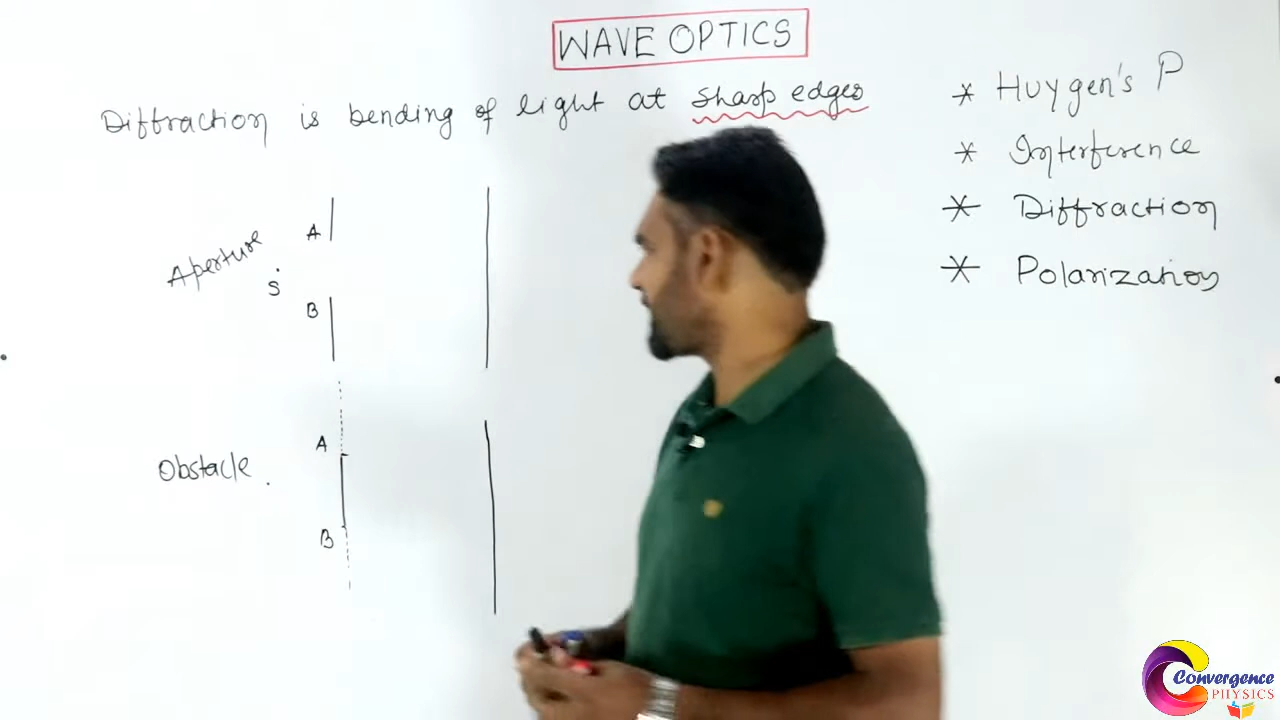 WAVE OPTICS
Diffraction is bending of light at sharp edges
* Huygen's P
* Interference
* Diffraction
* Polarization
Aperture
A
S
B
Obstacle
A
B
Convergence
PHYSICS